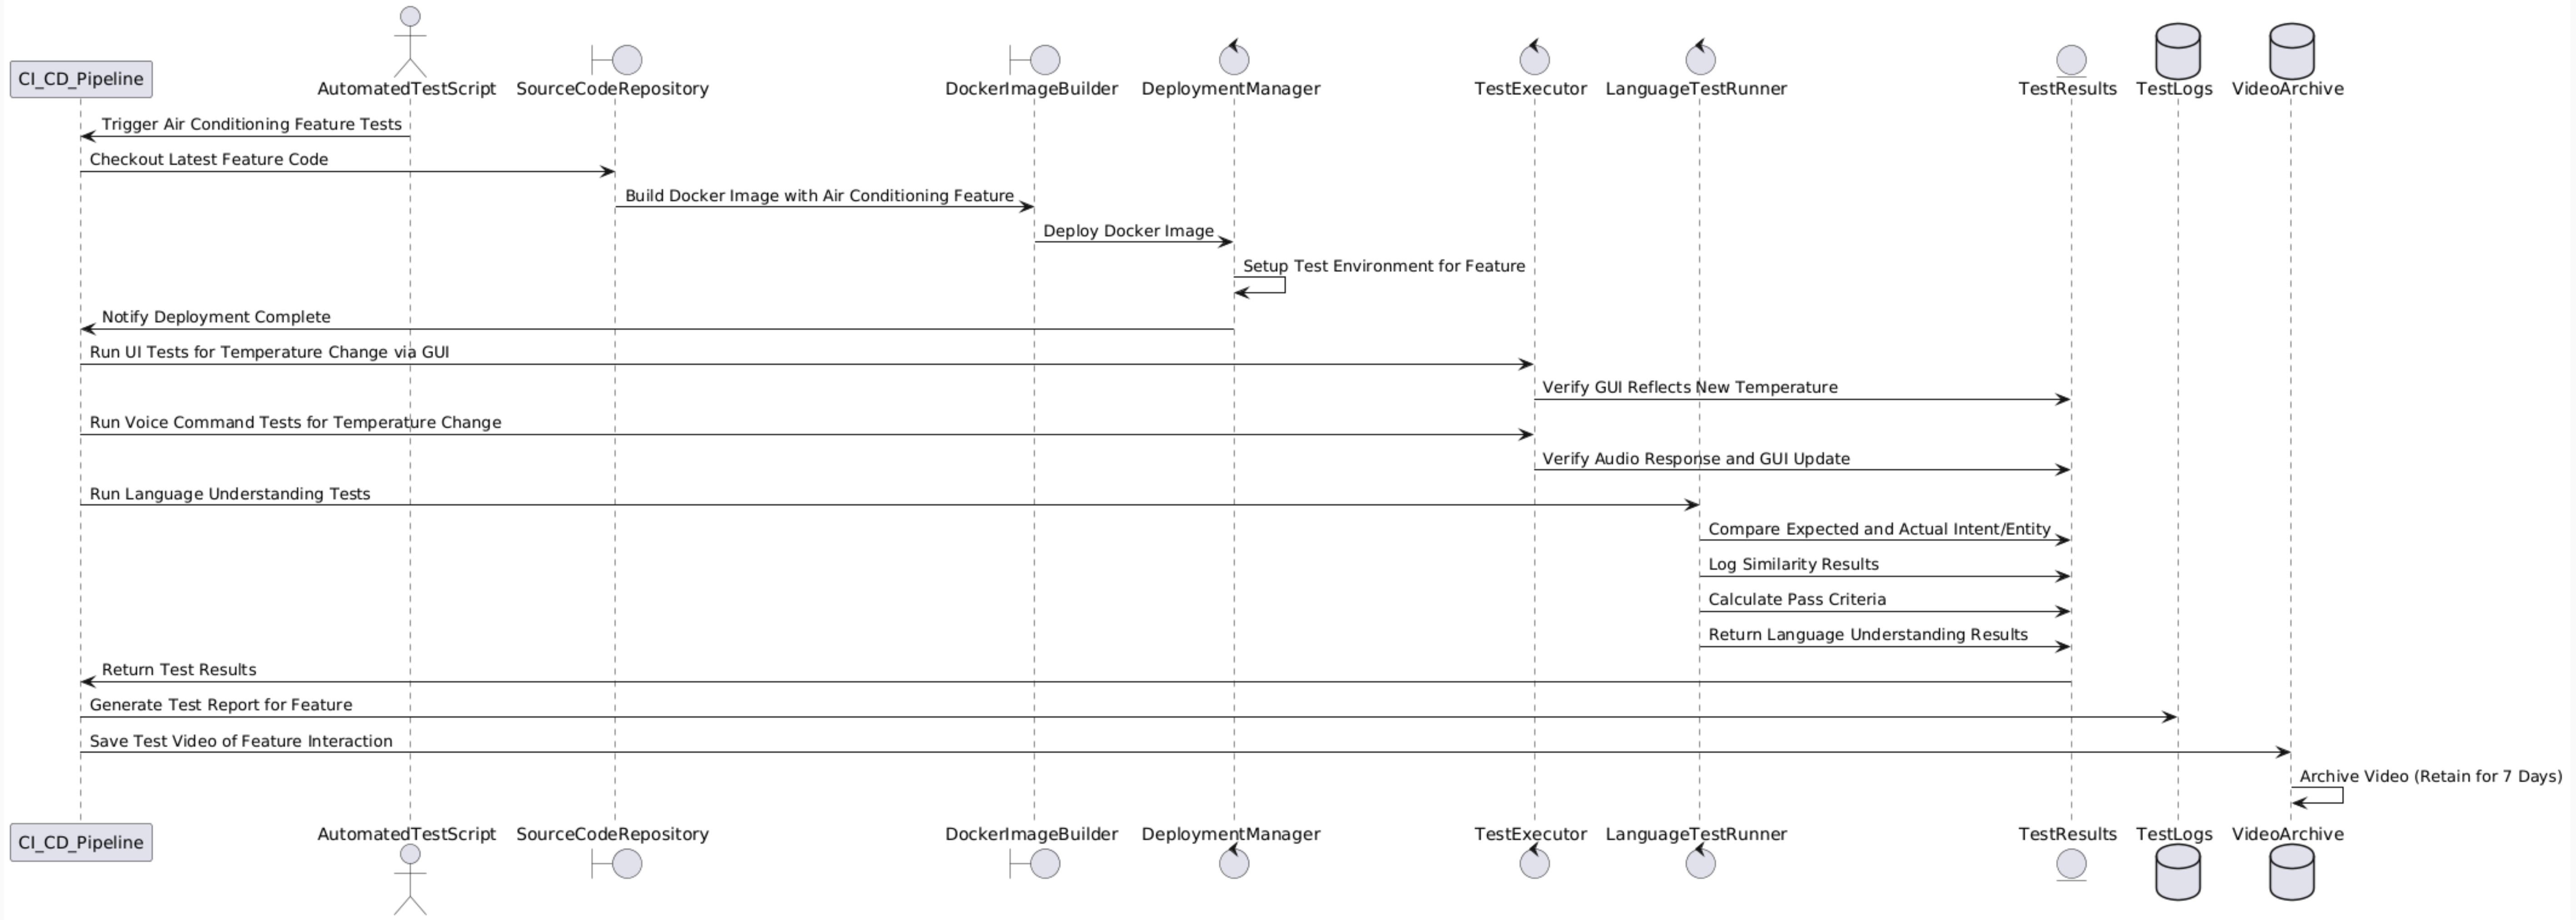 CI_CD_Pipeline
AutomatedTestScript
SourceCodeRepository
DockerImageBuilder
DeploymentManager
TestExecutor
LanguageTestRunner
TestResults
TestLogs
VideoArchive
Trigger Air Conditioning Feature Tests
Checkout Latest Feature Code
Build Docker Image with Air Conditioning Feature
Deploy Docker Image
Setup Test Environment for Feature
Notify Deployment Complete
Run UI Tests for Temperature Change via GUI
Verify GUI Reflects New Temperature
Run Voice Command Tests for Temperature Change
Verify Audio Response and GUI Update
Run Language Understanding Tests
Compare Expected and Actual Intent/Entity
Log Similarity Results
Calculate Pass Criteria
Return Language Understanding Results
Return Test Results
Generate Test Report for Feature
Save Test Video of Feature Interaction
Archive Video (Retain for 7 Days)
CI_CD_Pipeline
AutomatedTestScript
SourceCodeRepository
DockerImageBuilder
DeploymentManager
TestExecutor
LanguageTestRunner
TestResults
TestLogs
VideoArchive